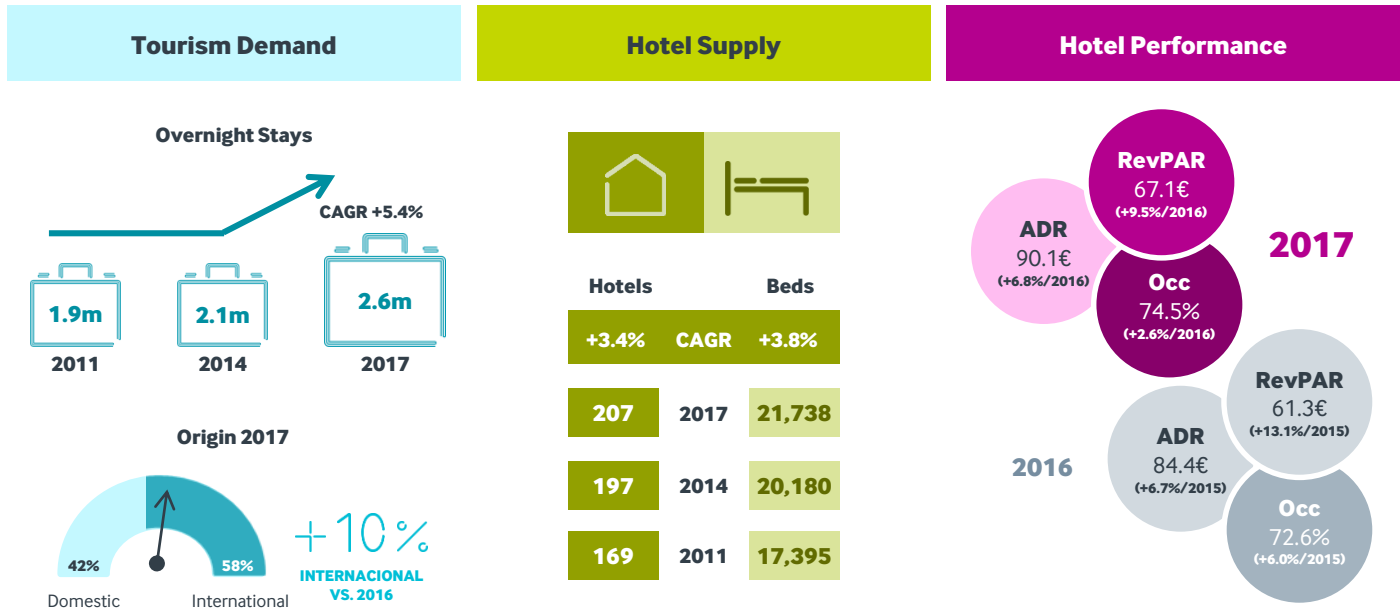 Tourism Demand
Overnight Stays
CAGR +5.4%
1.9m
2.1m
2.6m
2011
2014
2017
Origin 2017
42%
58%
Domestic
International
+10%
INTERNACIONAL
VS. 2016
Hotel Supply
Hotels
Beds
+3.4%
CAGR
+3.8%
207
2017
21,738
197
2014
20,180
169
2011
17,395
Hotel Performance
RevPAR
67.1€
(+9.5%/2016)
ADR
90.1€
(+6.8%/2016)
2017
Occ
74.5%
(+2.6%/2016)
RevPAR
61.3€
(+13.1%/2015)
2016
ADR
84.4€
(+6.7%/2015)
Occ
72.6%
(+6.0%/2015)